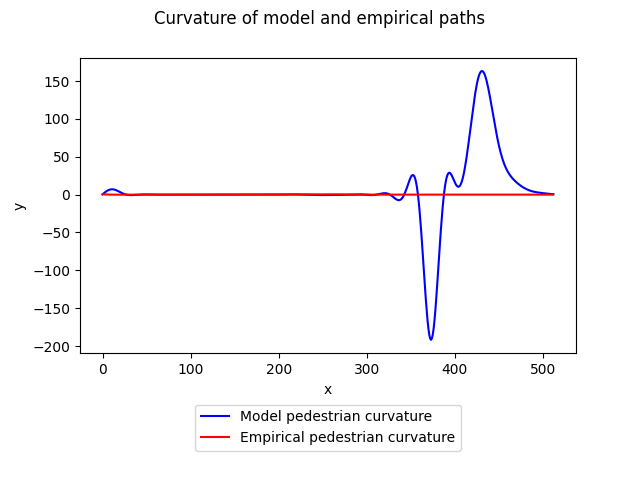 Curvature of model and empirical paths
y
150
100
50
0
−50
−100
−150
−200
0 100 200 300 400 500
x
Model pedestrian curvature
Empirical pedestrian curvature